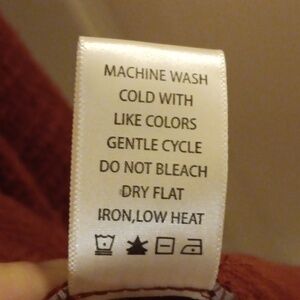 MACHINE WASH
COLD WITH
LIKE COLORS
GENTLE CYCLE
DO NOT BLEACH
DRY FLAT
IRON,LOW HEAT